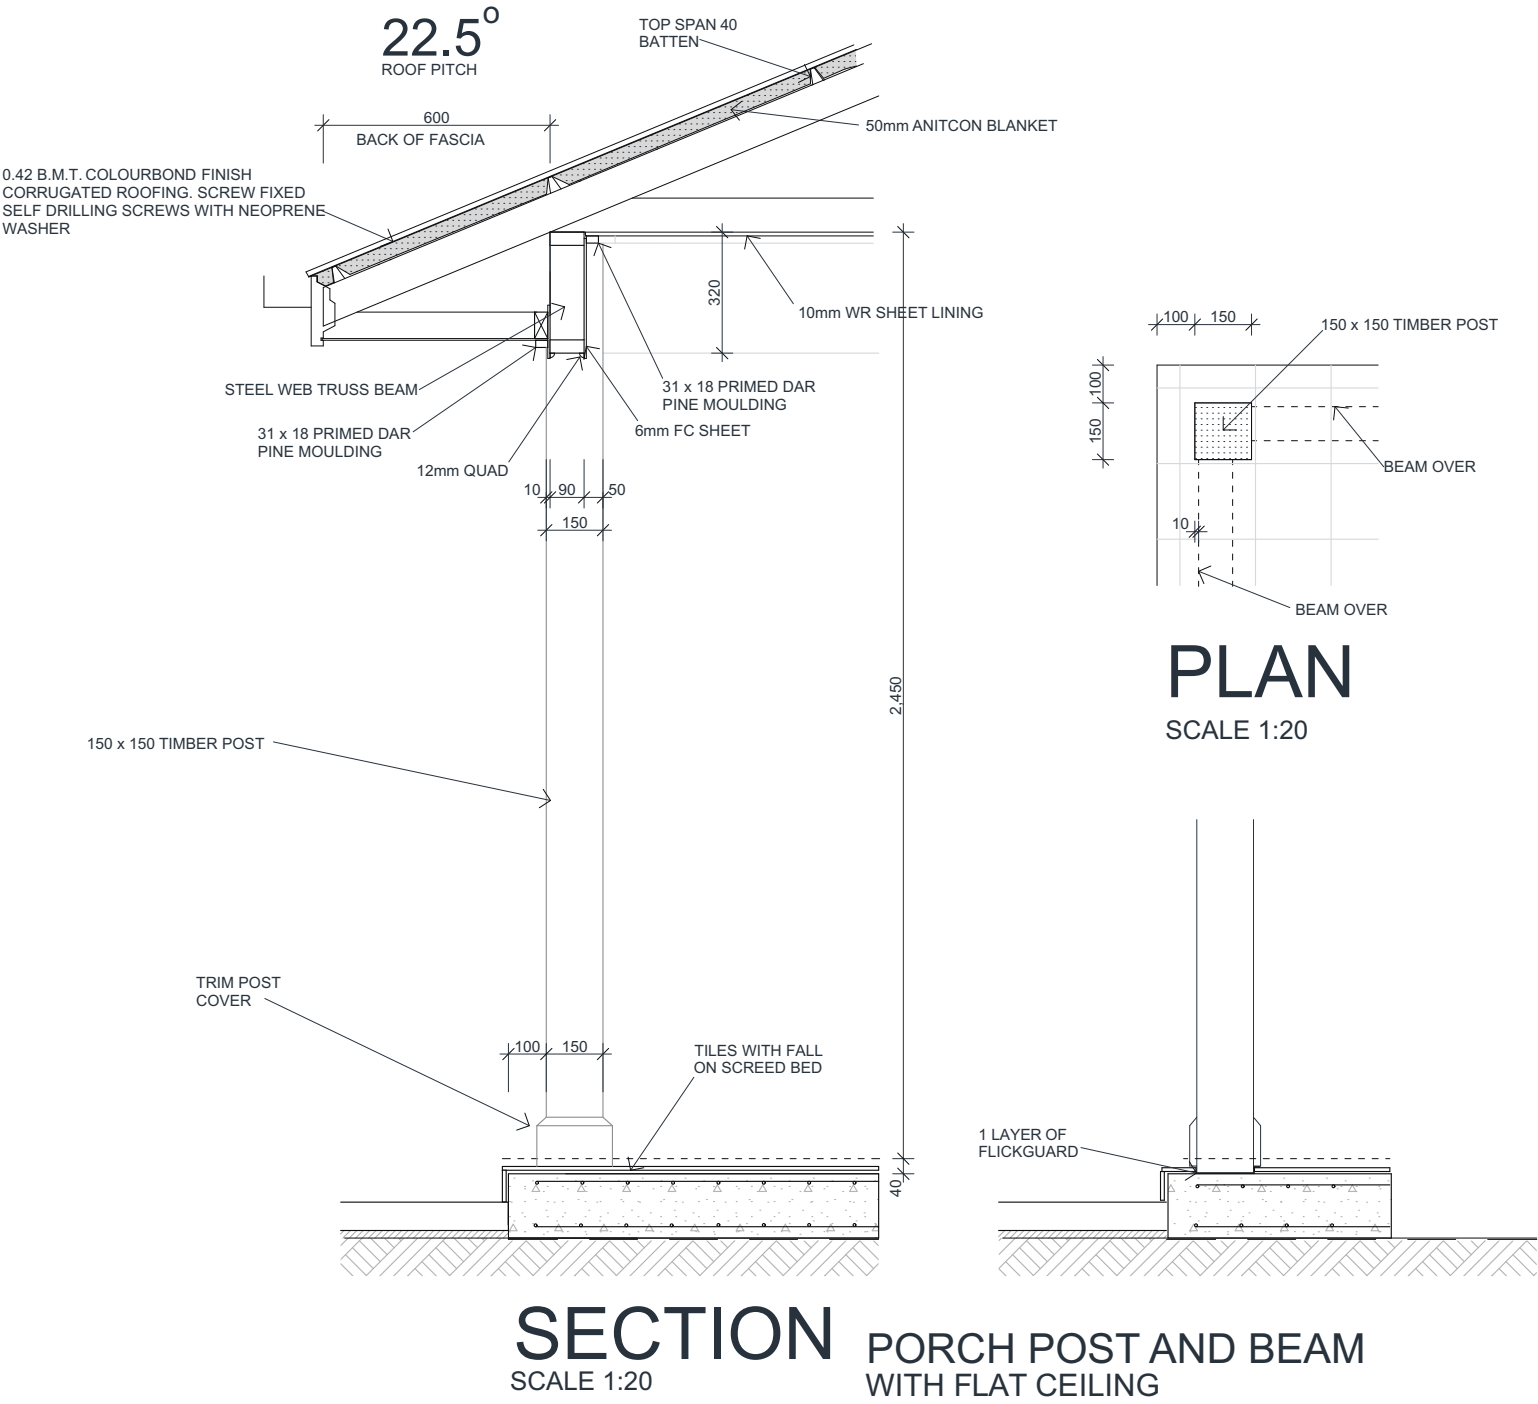 22.5°
ROOF PITCH
TOP SPAN 40
BATTEN
600
BACK OF FASCIA
50mm ANITCON BLANKET
0.42 B.M.T. COLOURBOND FINISH
CORRUGATED ROOFING. SCREW FIXED
SELF DRILLING SCREWS WITH NEOPRENE
WASHER
320
10mm WR SHEET LINING
STEEL WEB TRUSS BEAM
31 x 18 PRIMED DAR
PINE MOULDING
31 x 18 PRIMED DAR
PINE MOULDING
6mm FC SHEET
12mm QUAD
10 90 50
150
2,450
150 x 150 TIMBER POST
TRIM POST
COVER
100 150
TILES WITH FALL
ON SCREED BED
40
100 150
150 x 150 TIMBER POST
100
150
BEAM OVER
10
BEAM OVER
PLAN
SCALE 1:20
1 LAYER OF
FLICKGUARD
SECTION
SCALE 1:20
PORCH POST AND BEAM
WITH FLAT CEILING